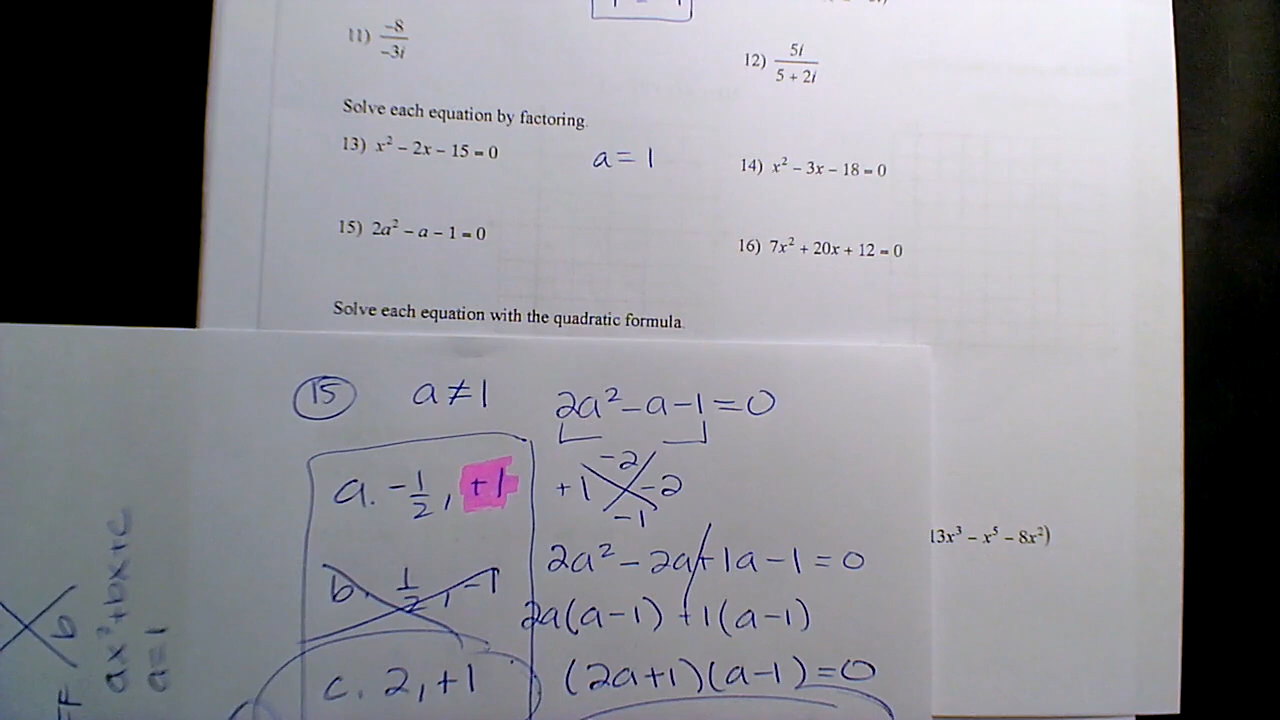 11) -8/-3i
12) 5i/5 + 2i
Solve each equation by factoring.
13) x² - 2x - 15 = 0
a = 1
14) x² - 3x - 18 = 0
15) 2a² - a - 1 = 0
16) 7x² + 20x + 12 = 0
Solve each equation with the quadratic formula.
13x³ - x⁵ - 8x²)
15 a ≠ 1
2a² - a - 1 = 0
a. -1/2, +1
-2
+1 -2
-1
b. 1/2, -1
c. 2, +1
2a² - 2a + 1a - 1 = 0
2a(a-1) + 1(a-1)
(2a+1)(a-1) = 0
b
ax² + bx + c
a = 1